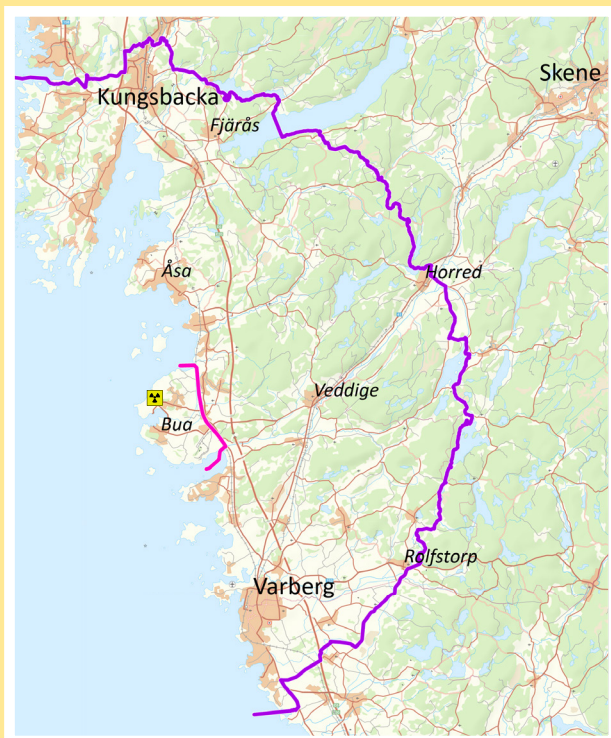 Skene
Kungsbacka
Fjärås
Åsa
Horred
Veddige
Bua
Rolfstorp
Varberg